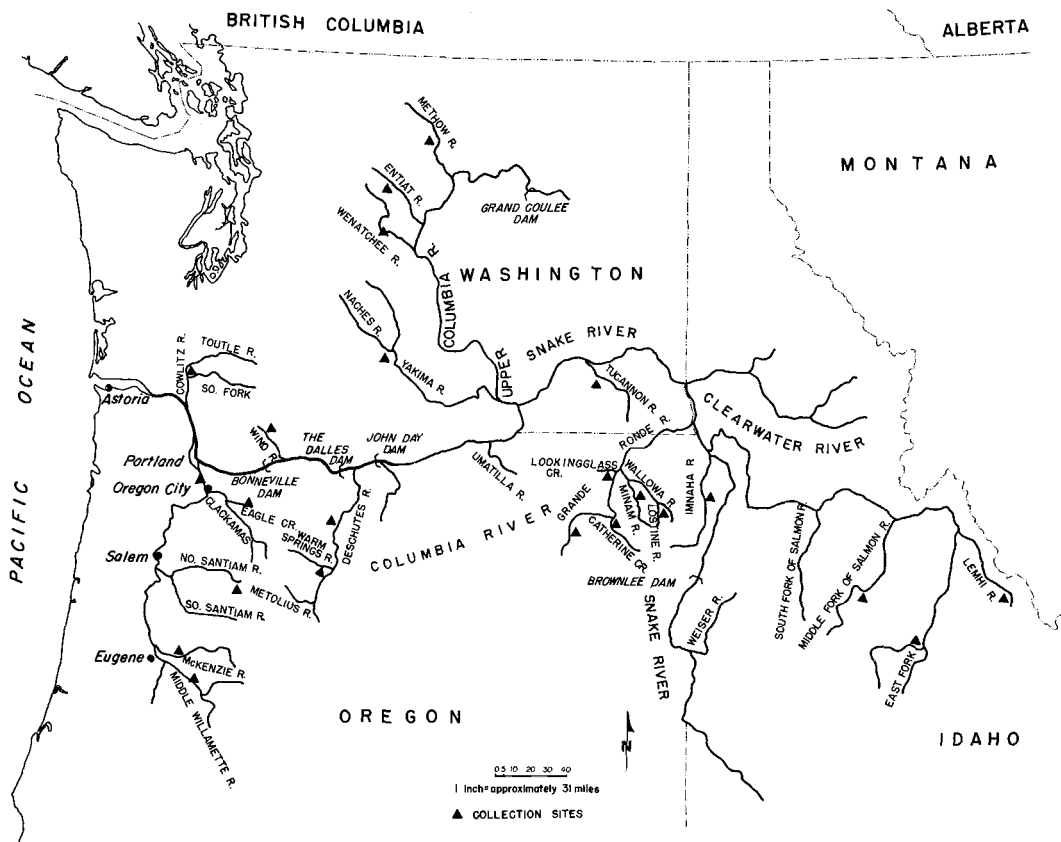 BRITISH COLUMBIA
ALBERTA
METHOW R.
MONTANA
ENTIAT R.
GRAND COULEE
DAM
WENATCHEE R.
WASHINGTON
COLUMBIA R.
UPPER
NACHES R.
SNAKE RIVER
YAKIMA R.
TUCANNON R.
PACIFIC OCEAN
COWLITZ R.
TOUTLE R.
SO. FORK
Astoria
CLEARWATER RIVER
WIND R.
THE
DALLES
DAM
JOHN DAY
DAM
RONDE R.
Portland
BONNEVILLE
DAM
UMATILLA R.
LOOKINGGLASS
CR.
WALLOWA R.
IMNAHA R.
Oregon City
CLACKAMAS
EAGLE CR.
WARM
SPRINGS R.
DESCHUTES R.
GRANDE
MINAM R.
LOSTINE R.
CATHERINE CR.
COLUMBIA RIVER
SOUTH FORK OF SALMON R.
MIDDLE FORK OF SALMON R.
LEMHI R.
Salem
NO. SANTIAM R.
METOLIUS R.
BROWNLEE DAM
SO. SANTIAM R.
SNAKE RIVER
WEISER R.
EAST FORK
Eugene
McKENZIE R.
MIDDLE WILLAMETTE R.
OREGON
IDAHO
N
0 5 10 20 30 40
1 inch = approximately 31 miles
COLLECTION SITES